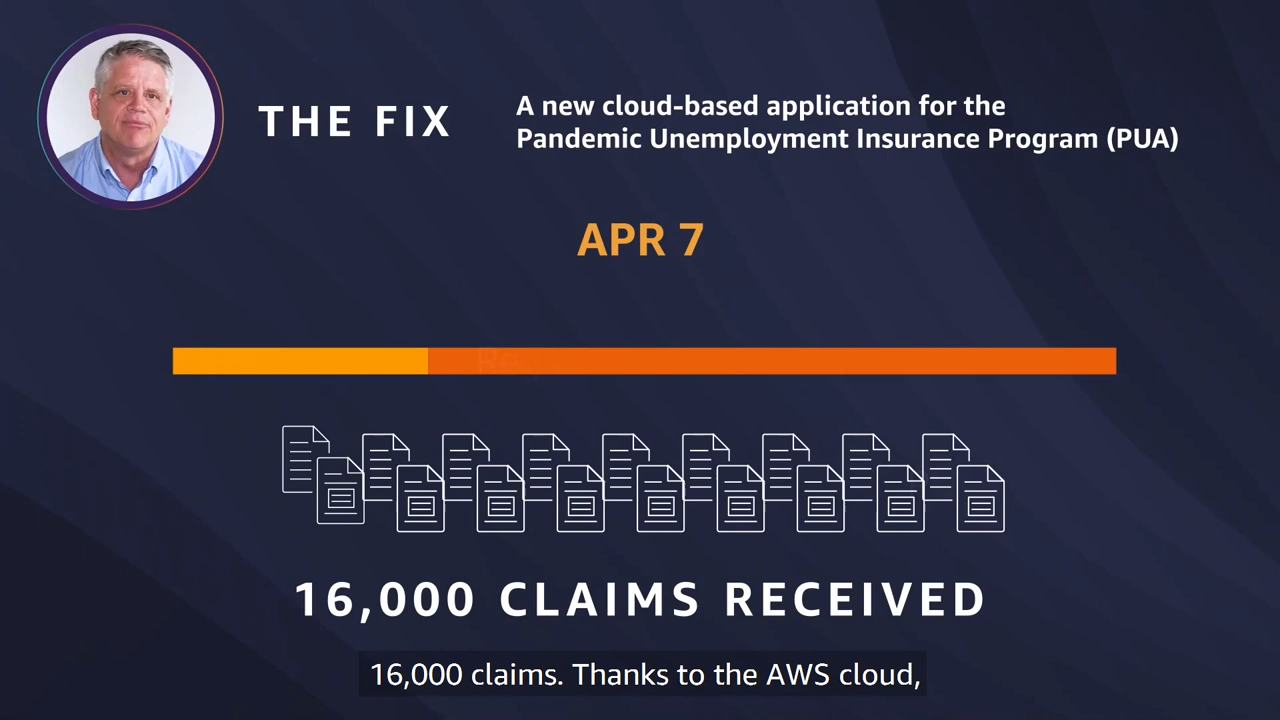 THE FIX
A new cloud-based application for the
Pandemic Unemployment Insurance Program (PUA)
APR 7
16,000 CLAIMS RECEIVED
16,000 claims. Thanks to the AWS cloud,